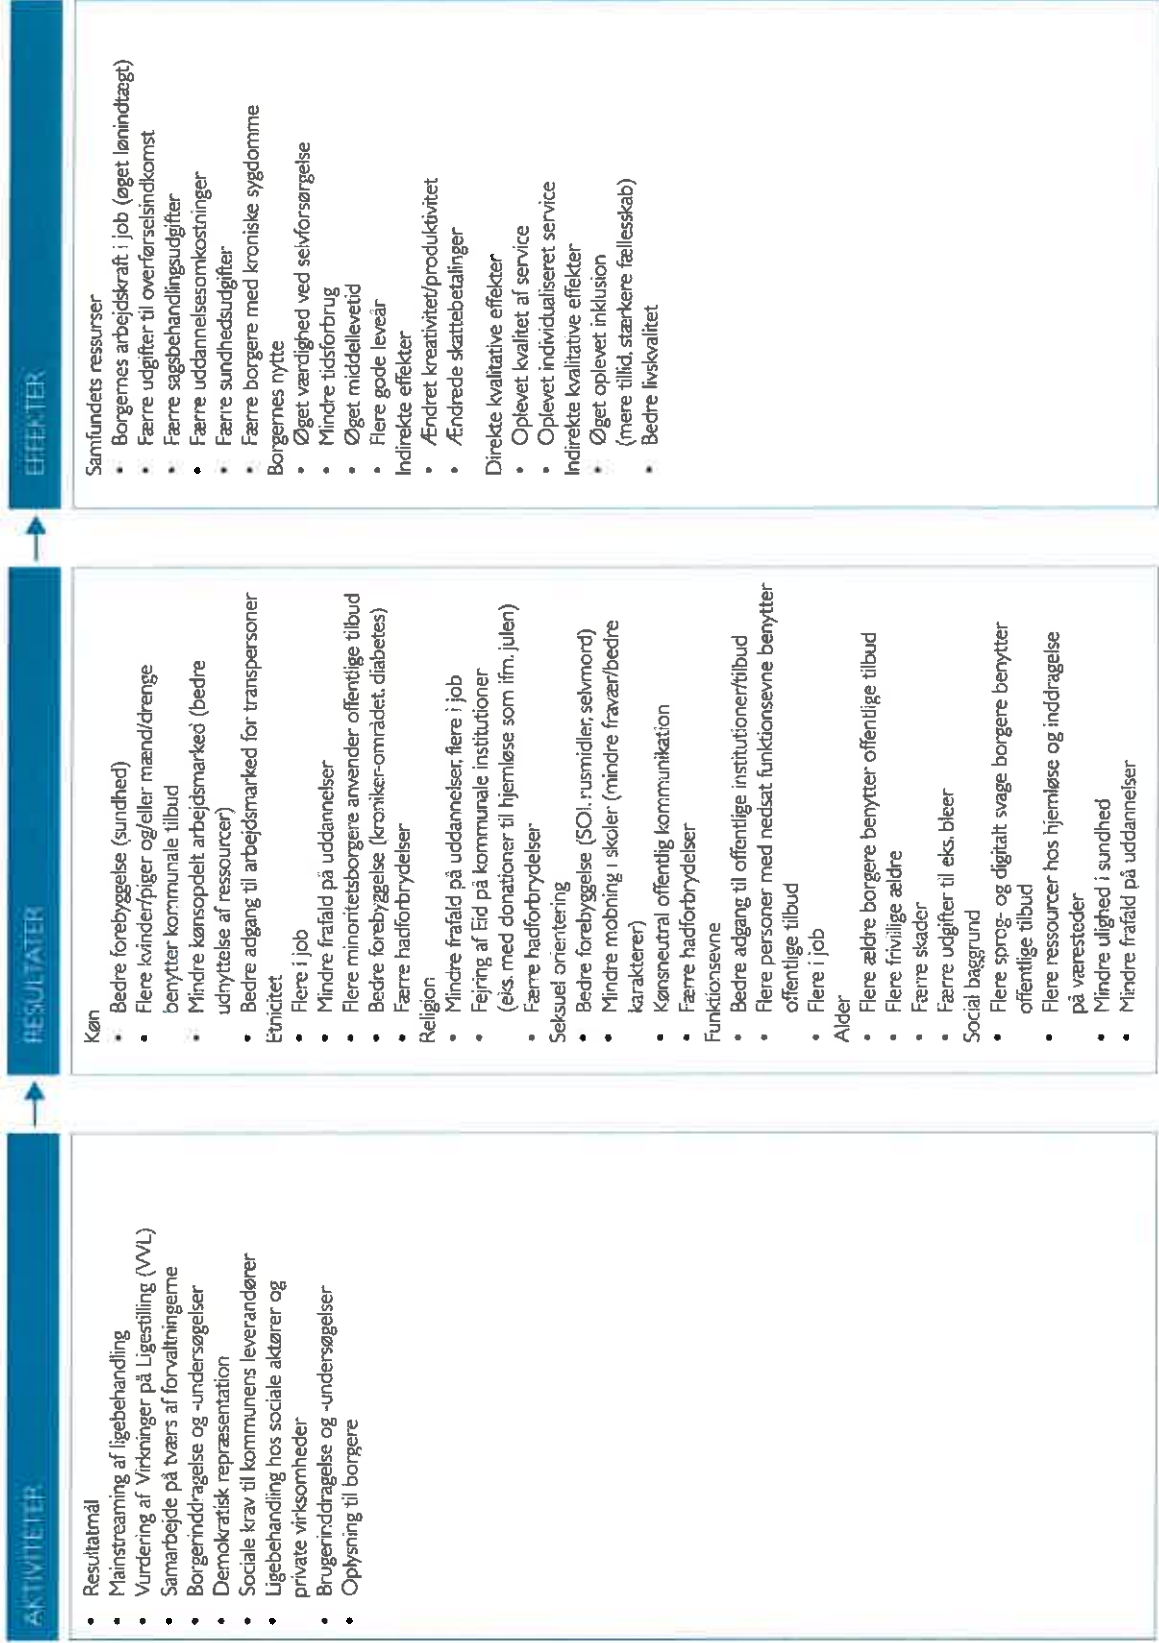 AKTIVITETER
• Resultatmål
• Mainstreaming af ligebehandling
• Vurdering af Virkninger på Ligestilling (VVL)
• Samarbejde på tværs af forvaltningerne
• Borgerinddragelse og -undersøgelser
• Demokratisk repræsentation
• Sociale krav til kommunens leverandører
• Ligebehandling hos sociale aktører og
private virksomheder
• Brugerinddragelse og -undersøgelser
• Oplysning til borgere
RESULTATER
Køn
• Bedre forebyggelse (sundhed)
• Flere kvinder/piger og/eller mænd/drenge
benytter kommunale tilbud
• Mindre kønsopdelt arbejdsmarked (bedre
udnyttelse af ressourcer)
• Bedre adgang til arbejdsmarked for transpersoner
Etnicitet
• Flere i job
• Mindre frafald på uddannelser
• Flere minoritetsborgere anvender offentlige tilbud
• Bedre forebyggelse (kroniker-området, diabetes)
• Færre hadforbrydelser
Religion
• Mindre frafald på uddannelser, flere i job
• Fejring af Eid på kommunale institutioner
(eks. med donationer til hjemløse som ifm. julen)
• Færre hadforbrydelser
Seksuel orientering
• Bedre forebyggelse (SOI. rusmidler, selvmord)
• Mindre mobning i skoler (mindre fravær/bedre
karakterer)
• Kønsneutral offentlig kommunikation
• Færre hadforbrydelser
Funktionsevne
• Bedre adgang til offentlige institutioner/tilbud
• Flere personer med nedsat funktionsevne benytter
offentlige tilbud
• Flere i job
Alder
• Flere ældre borgere benytter offentlige tilbud
• Flere frivillige ældre
• Færre skader
• Færre udgifter til eks. bleer
Social baggrund
• Flere sprog- og digitalt svage borgere benytter
offentlige tilbud
• Flere ressourcer hos hjemløse og inddragelse
på væresteder
• Mindre ulighed i sundhed
• Mindre frafald på uddannelser
EFFEKTER
Samfundets ressurser
• Borgernes arbejdskraft i job (øget lønindtægt)
• Færre udgifter til overførselsindkomst
• Færre sagsbehandlingsudgifter
• Færre uddannelsesomkostninger
• Færre sundhedsudgifter
• Færre borgere med kroniske sygdomme
Borgernes nytte
• Øget værdighed ved selvforsørgelse
• Mindre tidsforbrug
• Øget middellevetid
• Flere gode leveår
Indirekte effekter
• Ændret kreativitet/produktivitet
• Ændrede skattebetalinger
Direkte kvalitative effekter
• Oplevet kvalitet af service
• Oplevet individualiseret service
Indirekte kvalitative effekter
• Øget oplevet inklusion
(mere tillid, stærkere fællesskab)
• Bedre livskvalitet